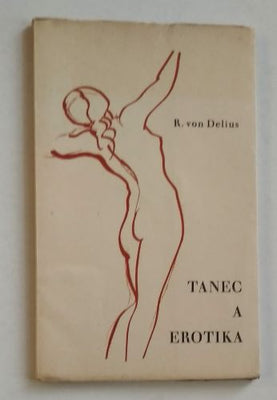 R. von Delius
TANEC
A
EROTIKA